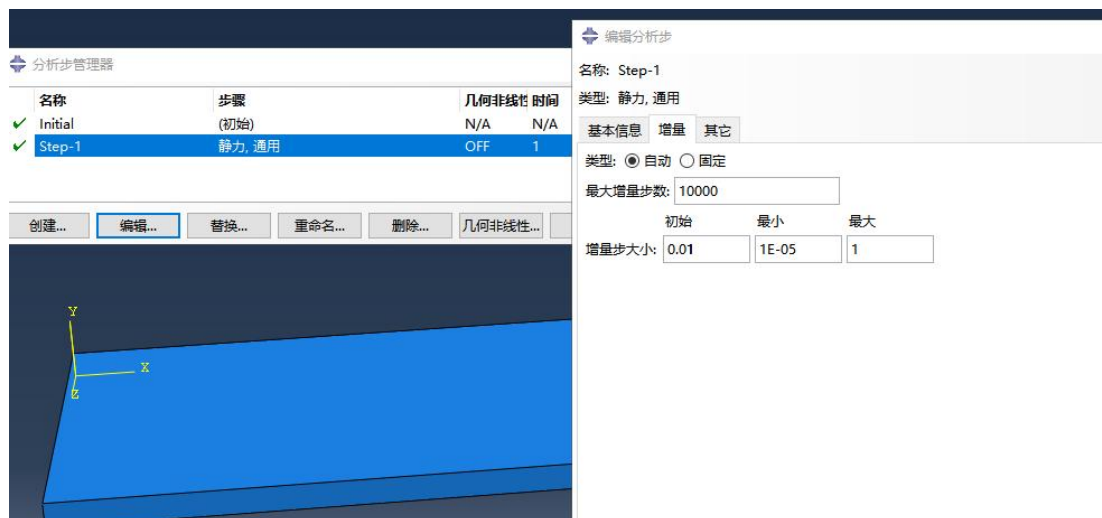 分析步管理器
名称 步骤 几何非线性 时间
Initial (初始) N/A N/A
Step-1 静力, 通用 OFF 1
创建... 编辑... 替换... 重命名... 删除... 几何非线性...
Y
X
Z
编辑分析步
名称: Step-1
类型: 静力, 通用
基本信息 增量 其它
类型: 自动 固定
最大增量步数: 10000
初始 最小 最大
增量步大小: 0.01 1E-05 1